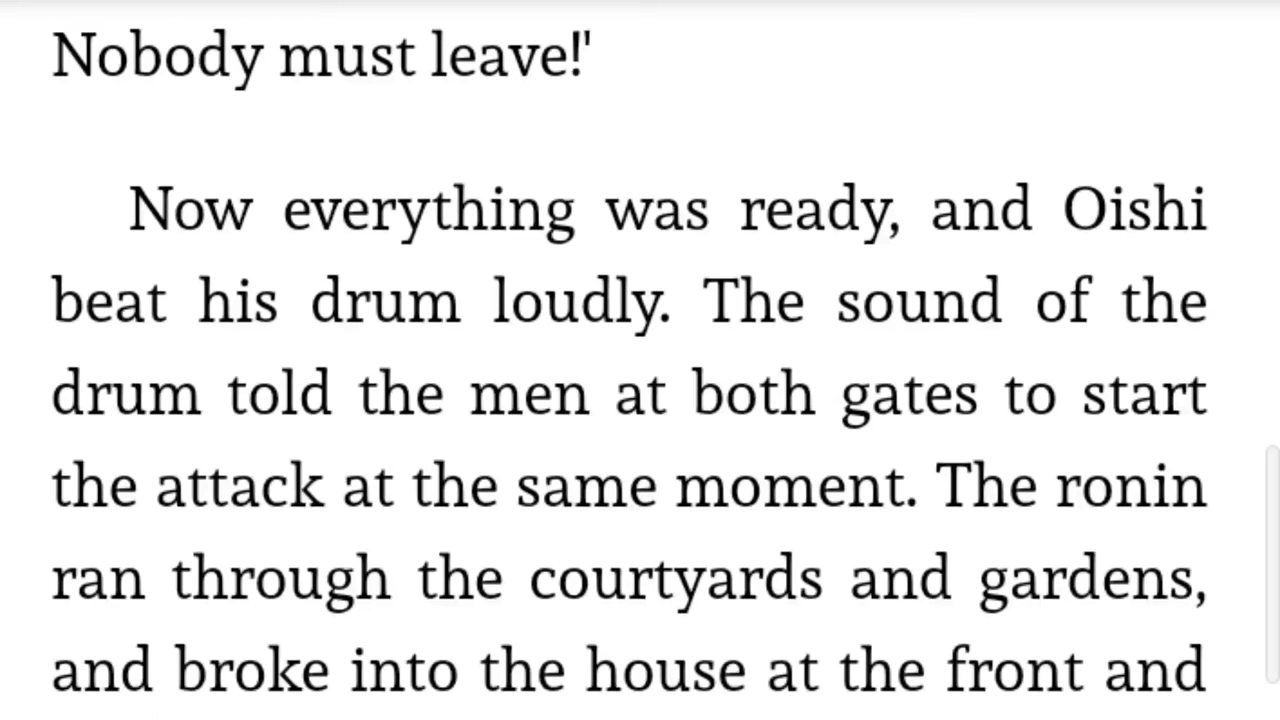 Nobody must leave!'
Now everything was ready, and Oishi
beat his drum loudly. The sound of the
drum told the men at both gates to start
the attack at the same moment. The ronin
ran through the courtyards and gardens,
and broke into the house at the front and